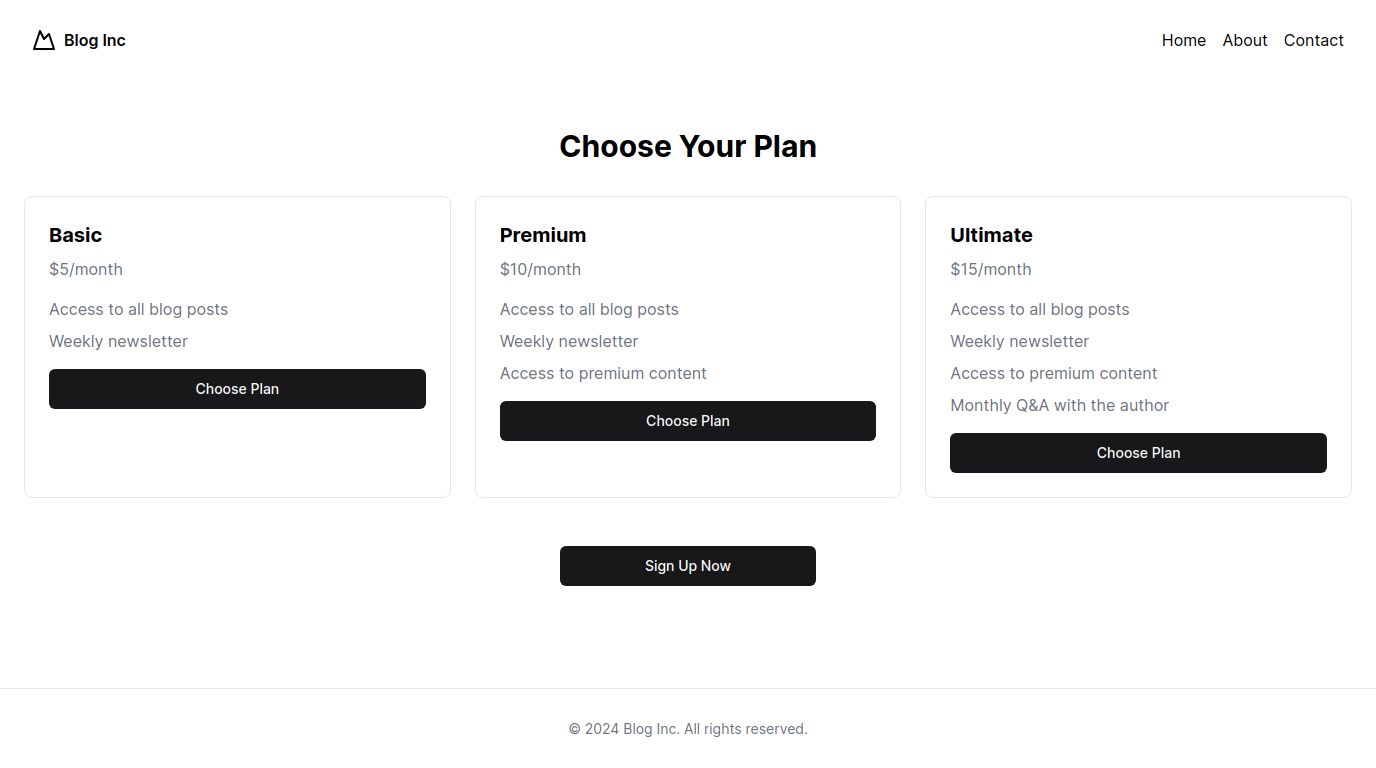 Blog Inc
Home About Contact
Choose Your Plan
Basic
$5/month
Access to all blog posts
Weekly newsletter
Choose Plan
Premium
$10/month
Access to all blog posts
Weekly newsletter
Access to premium content
Choose Plan
Ultimate
$15/month
Access to all blog posts
Weekly newsletter
Access to premium content
Monthly Q&A with the author
Choose Plan
Sign Up Now
© 2024 Blog Inc. All rights reserved.